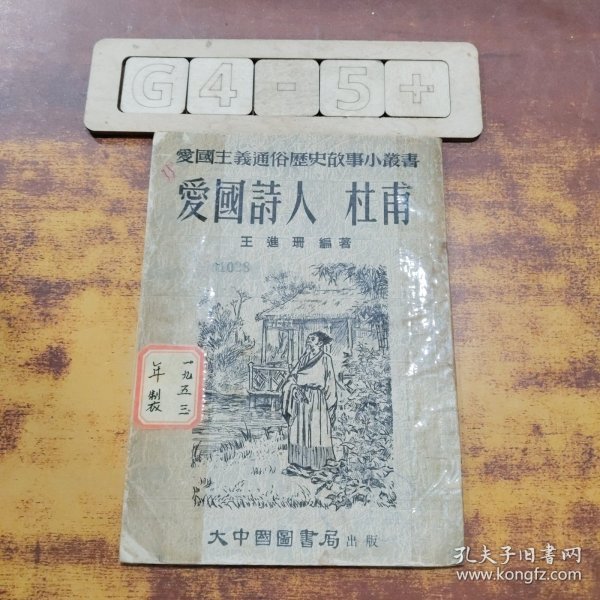 G4-5+
愛國主義通俗歷史故事小叢書
愛國詩人 杜甫
王進珊 編著
一九五三
年制
大中國圖書局出版
孔夫子旧书网
www.kongfz.com